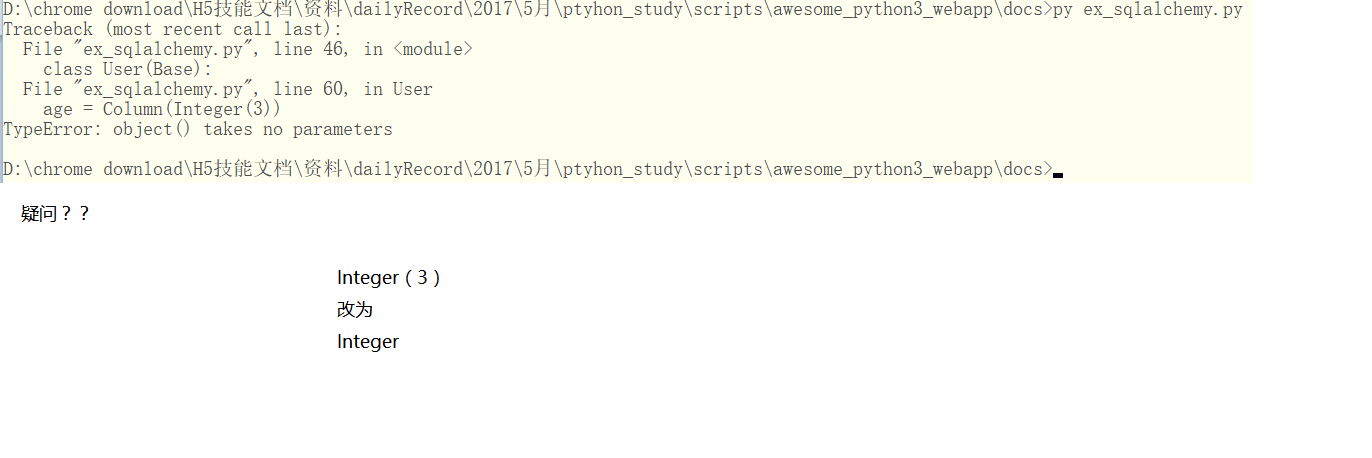 D:\chrome download\H5技能文档\资料\dailyRecord\2017\5月\ptyhon_study\scripts\awesome_python3_webapp\docs>py ex_sqlalchemy.py
Traceback (most recent call last):
  File "ex_sqlalchemy.py", line 46, in <module>
    class User(Base):
  File "ex_sqlalchemy.py", line 60, in User
    age = Column(Integer(3))
TypeError: object() takes no parameters
D:\chrome download\H5技能文档\资料\dailyRecord\2017\5月\ptyhon_study\scripts\awesome_python3_webapp\docs>
疑问？？
Integer（3）
改为
Integer